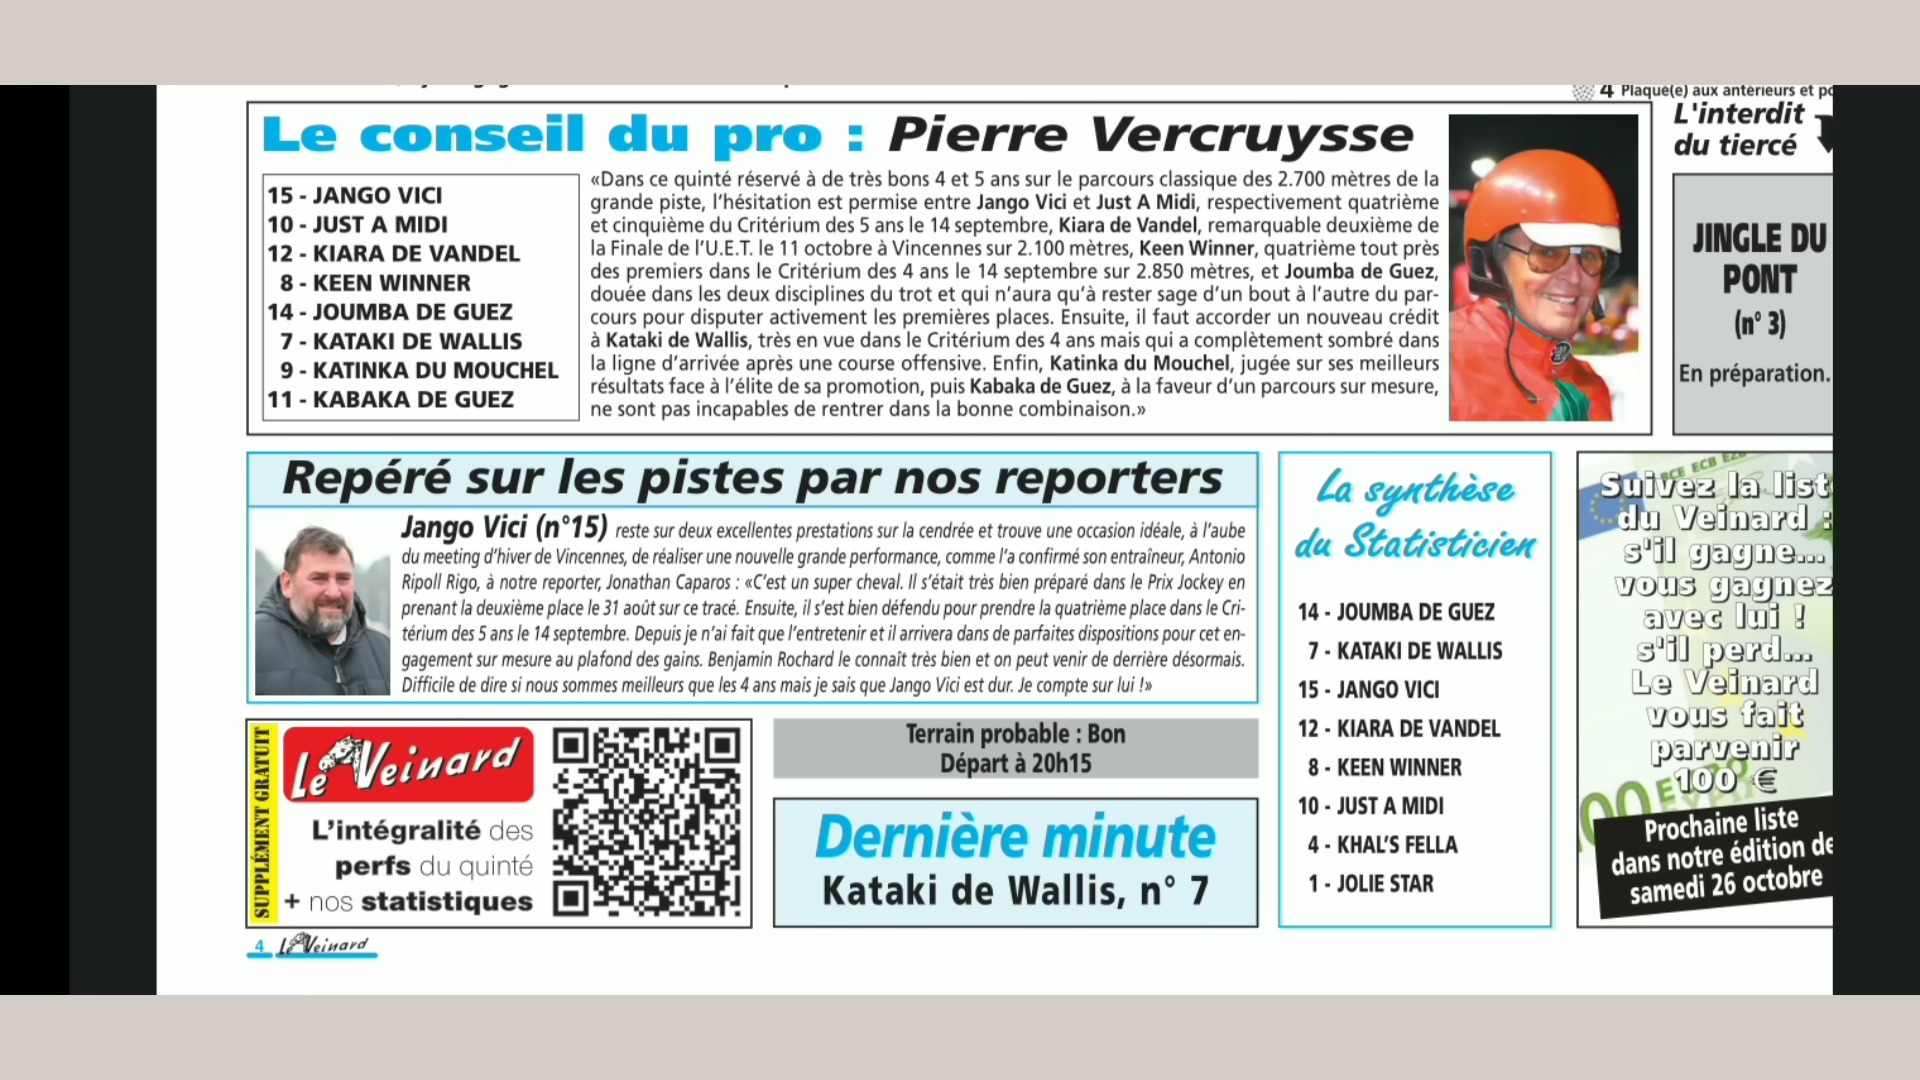 4 Plaqué(e) aux antérieurs et
Le conseil du pro : Pierre Vercruysse
15 - JANGO VICI
10 - JUST A MIDI
12 - KIARA DE VANDEL
8 - KEEN WINNER
14 - JOUMBA DE GUEZ
7 - KATAKI DE WALLIS
9 - KATINKA DU MOUCHEL
11 - KABAKA DE GUEZ
«Dans ce quinté réservé à de très bons 4 et 5 ans sur le parcours classique des 2.700 mètres de la
grande piste, l'hésitation est permise entre Jango Vici et Just A Midi, respectivement quatrième
et cinquième du Critérium des 5 ans le 14 septembre, Kiara de Vandel, remarquable deuxième de
la Finale de l'U.E.T. le 11 octobre à Vincennes sur 2.100 mètres, Keen Winner, quatrième tout près
des premiers dans le Critérium des 4 ans le 14 septembre sur 2.850 mètres, et Joumba de Guez,
douée dans les deux disciplines du trot et qui n'aura qu'à rester sage d'un bout à l'autre du par-
cours pour disputer activement les premières places. Ensuite, il faut accorder un nouveau crédit
à Kataki de Wallis, très en vue dans le Critérium des 4 ans mais qui a complètement sombré dans
la ligne d'arrivée après une course offensive. Enfin, Katinka du Mouchel, jugée sur ses meilleurs
résultats face à l'élite de sa promotion, puis Kabaka de Guez, à la faveur d'un parcours sur mesure,
ne sont pas incapables de rentrer dans la bonne combinaison.»
L'interdit
du tiercé
JINGLE DU
PONT
(n° 3)
En préparation.
Repéré sur les pistes par nos reporters
Jango Vici (n°15) reste sur deux excellentes prestations sur la cendrée et trouve une occasion idéale, à l'aube
du meeting d'hiver de Vincennes, de réaliser une nouvelle grande performance, comme l'a confirmé son entraîneur, Antonio
Ripoll Rigo, à notre reporter, Jonathan Caparos : «C'est un super cheval. Il s'était très bien préparé dans le Prix Jockey en
prenant la deuxième place le 31 août sur ce tracé. Ensuite, il s'est bien défendu pour prendre la quatrième place dans le Cri-
térium des 5 ans le 14 septembre. Depuis je n'ai fait que l'entretenir et il arrivera dans de parfaites dispositions pour cet en-
gagement sur mesure au plafond des gains. Benjamin Rochard le connaît très bien et on peut venir de derrière désormais.
Difficile de dire si nous sommes meilleurs que les 4 ans mais je sais que Jango Vici est dur. Je compte sur lui !»
SUPPLÉMENT GRATUIT
Le Veinard
L'intégralité des
perfs du quinté
+ nos statistiques
Terrain probable : Bon
Départ à 20h15
Dernière minute
Kataki de Wallis, n° 7
La synthèse
du Statisticien
14 - JOUMBA DE GUEZ
7 - KATAKI DE WALLIS
15 - JANGO VICI
12 - KIARA DE VANDEL
8 - KEEN WINNER
10 - JUST A MIDI
4 - KHAL'S FELLA
1 - JOLIE STAR
Suivez la list
du Veinard :
s'il gagne...
vous gagnez
avec lui !
s'il perd...
Le Veinard
vous fait
parvenir
100 €
Prochaine liste
dans notre édition de
samedi 26 octobre
4 Le Veinard